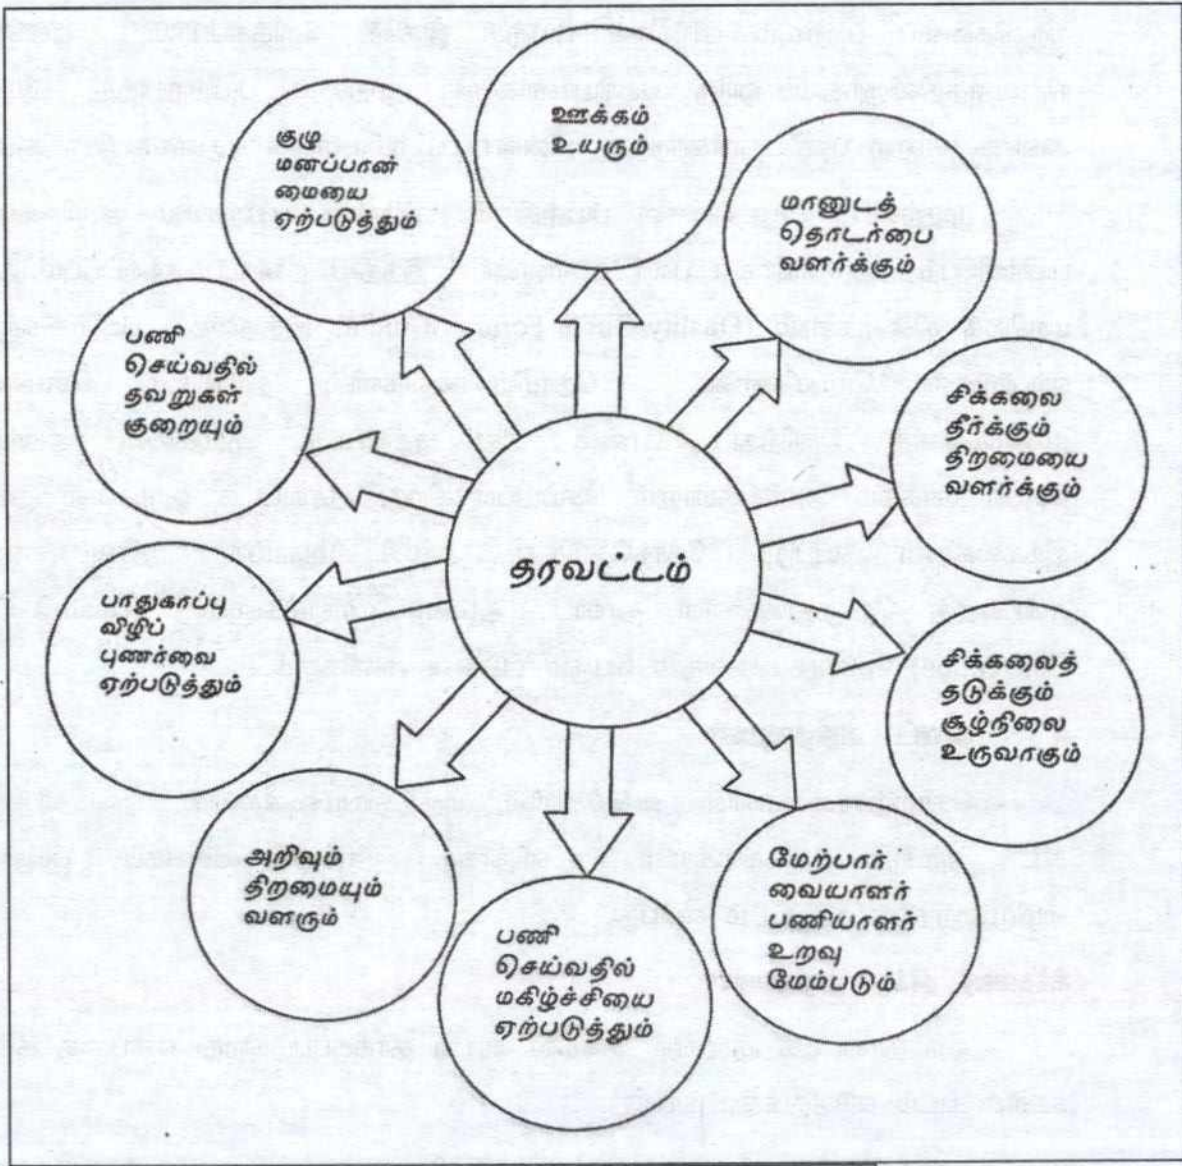 ஊக்கம்
உயரும்
மானுடத்
தொடர்பை
வளர்க்கும்
சிக்கலை
தீர்க்கும்
திறமையை
வளர்க்கும்
சிக்கலைத்
தடுக்கும்
சூழ்நிலை
உருவாகும்
மேற்பார்
வையாளர்
பணியாளர்
உறவு
மேம்படும்
பணி
செய்வதில்
மகிழ்ச்சியை
ஏற்படுத்தும்
அறிவும்
திறமையும்
வளரும்
பாதுகாப்பு
விழிப்
புணர்வை
ஏற்படுத்தும்
பணி
செய்வதில்
தவறுகள்
குறையும்
குழு
மனப்பான்
மையை
ஏற்படுத்தும்
தரவட்டம்